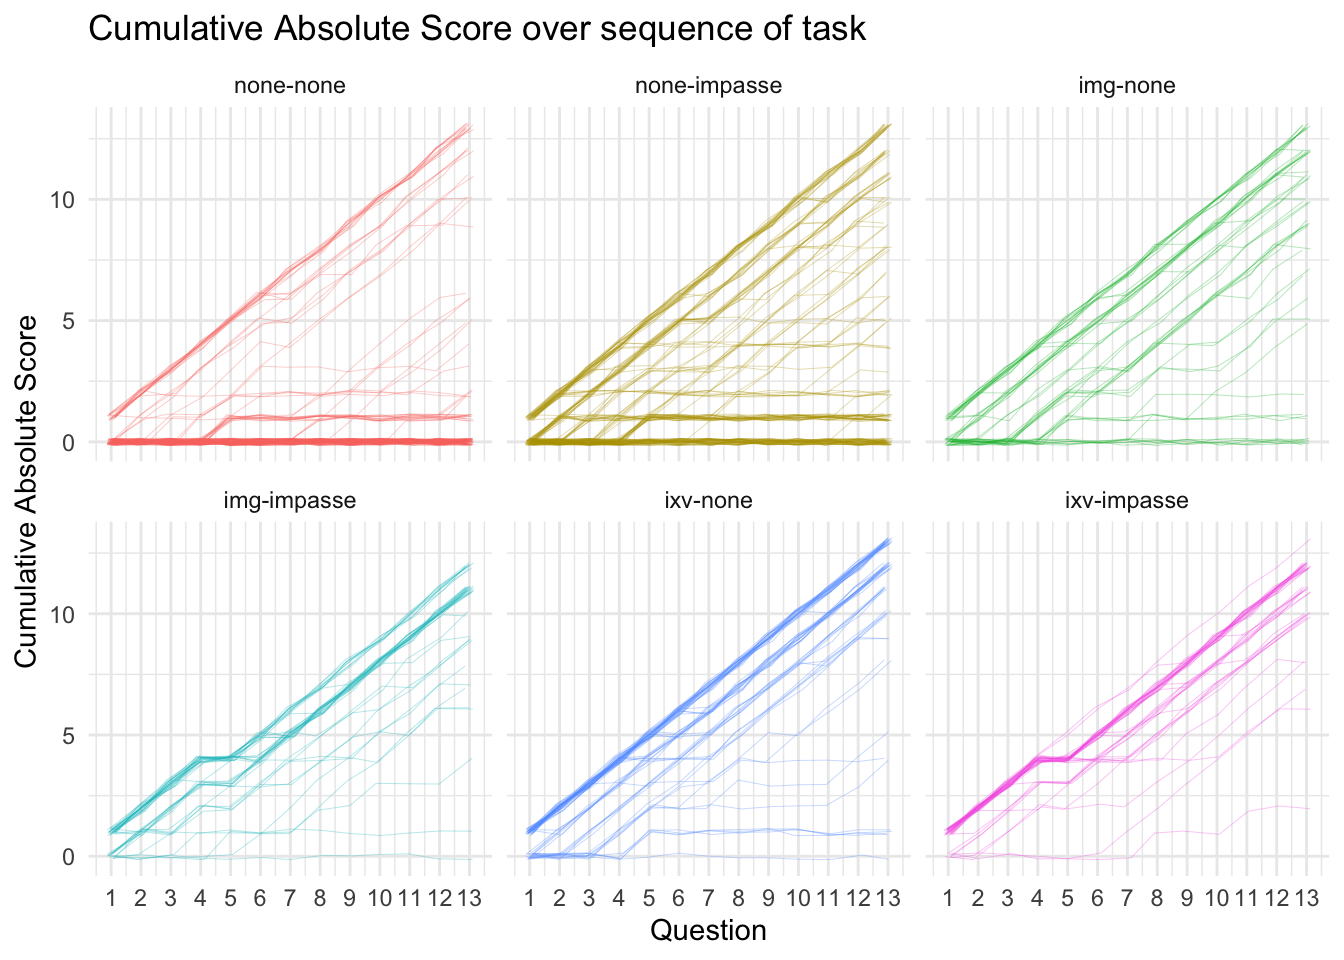 Cumulative Absolute Score over sequence of task
none-none
none-impasse
img-none
10
5
0
img-impasse
ixv-none
ixv-impasse
10
5
0
Cumulative Absolute Score
1 2 3 4 5 6 7 8 9 10 11 12 13
1 2 3 4 5 6 7 8 9 10 11 12 13
1 2 3 4 5 6 7 8 9 10 11 12 13
Question